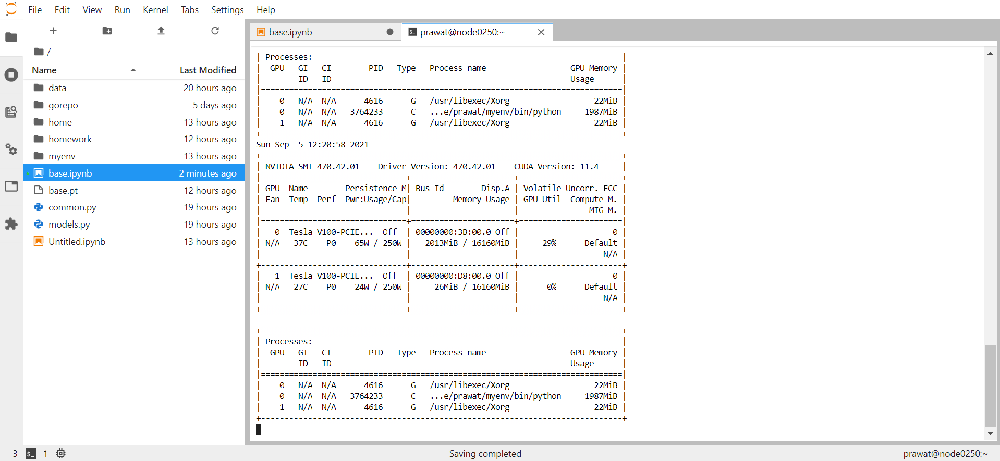 File Edit View Run Kernel Tabs Settings Help
/
Name Last Modified
data 20 hours ago
gorepo 5 days ago
home 13 hours ago
homework 12 hours ago
myenv 13 hours ago
base.ipynb 2 minutes ago
base.pt 12 hours ago
common.py 19 hours ago
models.py 19 hours ago
Untitled.ipynb 13 hours ago
base.ipynb
$_ prawat@node0250:~
| Processes: |
| GPU GI CI PID Type Process name GPU Memory |
| ID ID Usage |
|=============================================================================|
| 0 N/A N/A 4616 G /usr/libexec/Xorg 22MiB |
| 0 N/A N/A 3764233 C ...e/prawat/myenv/bin/python 1987MiB |
| 1 N/A N/A 4616 G /usr/libexec/Xorg 22MiB |
+-----------------------------------------------------------------------------+
Sun Sep 5 12:20:58 2021
+-----------------------------------------------------------------------------+
| NVIDIA-SMI 470.42.01 Driver Version: 470.42.01 CUDA Version: 11.4 |
|-------------------------------+----------------------+----------------------+
| GPU Name Persistence-M| Bus-Id Disp.A | Volatile Uncorr. ECC |
| Fan Temp Perf Pwr:Usage/Cap| Memory-Usage | GPU-Util Compute M. |
| | | MIG M. |
|===============================+======================+======================|
| 0 Tesla V100-PCIE... Off | 00000000:3B:00.0 Off | 0 |
| N/A 37C P0 65W / 250W | 2013MiB / 16160MiB | 29% Default |
| | | N/A |
+-------------------------------+----------------------+----------------------+
| 1 Tesla V100-PCIE... Off | 00000000:D8:00.0 Off | 0 |
| N/A 27C P0 24W / 250W | 26MiB / 16160MiB | 0% Default |
| | | N/A |
+-------------------------------+----------------------+----------------------+
+-----------------------------------------------------------------------------+
| Processes: |
| GPU GI CI PID Type Process name GPU Memory |
| ID ID Usage |
|=============================================================================|
| 0 N/A N/A 4616 G /usr/libexec/Xorg 22MiB |
| 0 N/A N/A 3764233 C ...e/prawat/myenv/bin/python 1987MiB |
| 1 N/A N/A 4616 G /usr/libexec/Xorg 22MiB |
+-----------------------------------------------------------------------------+
3 $_ 1 Saving completed prawat@node0250:~